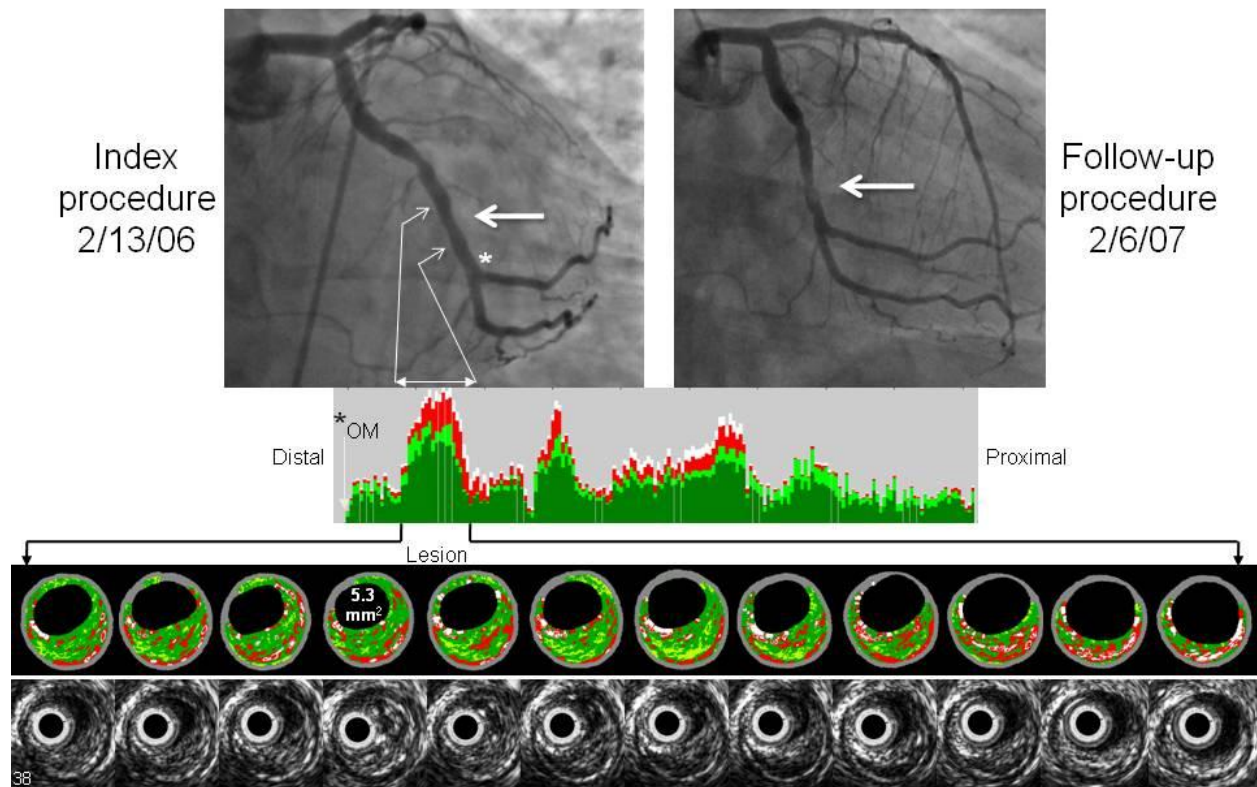 Index
procedure
2/13/06
Follow-up
procedure
2/6/07
*
*OM
Distal
Proximal
Lesion
5.3
mm²
38